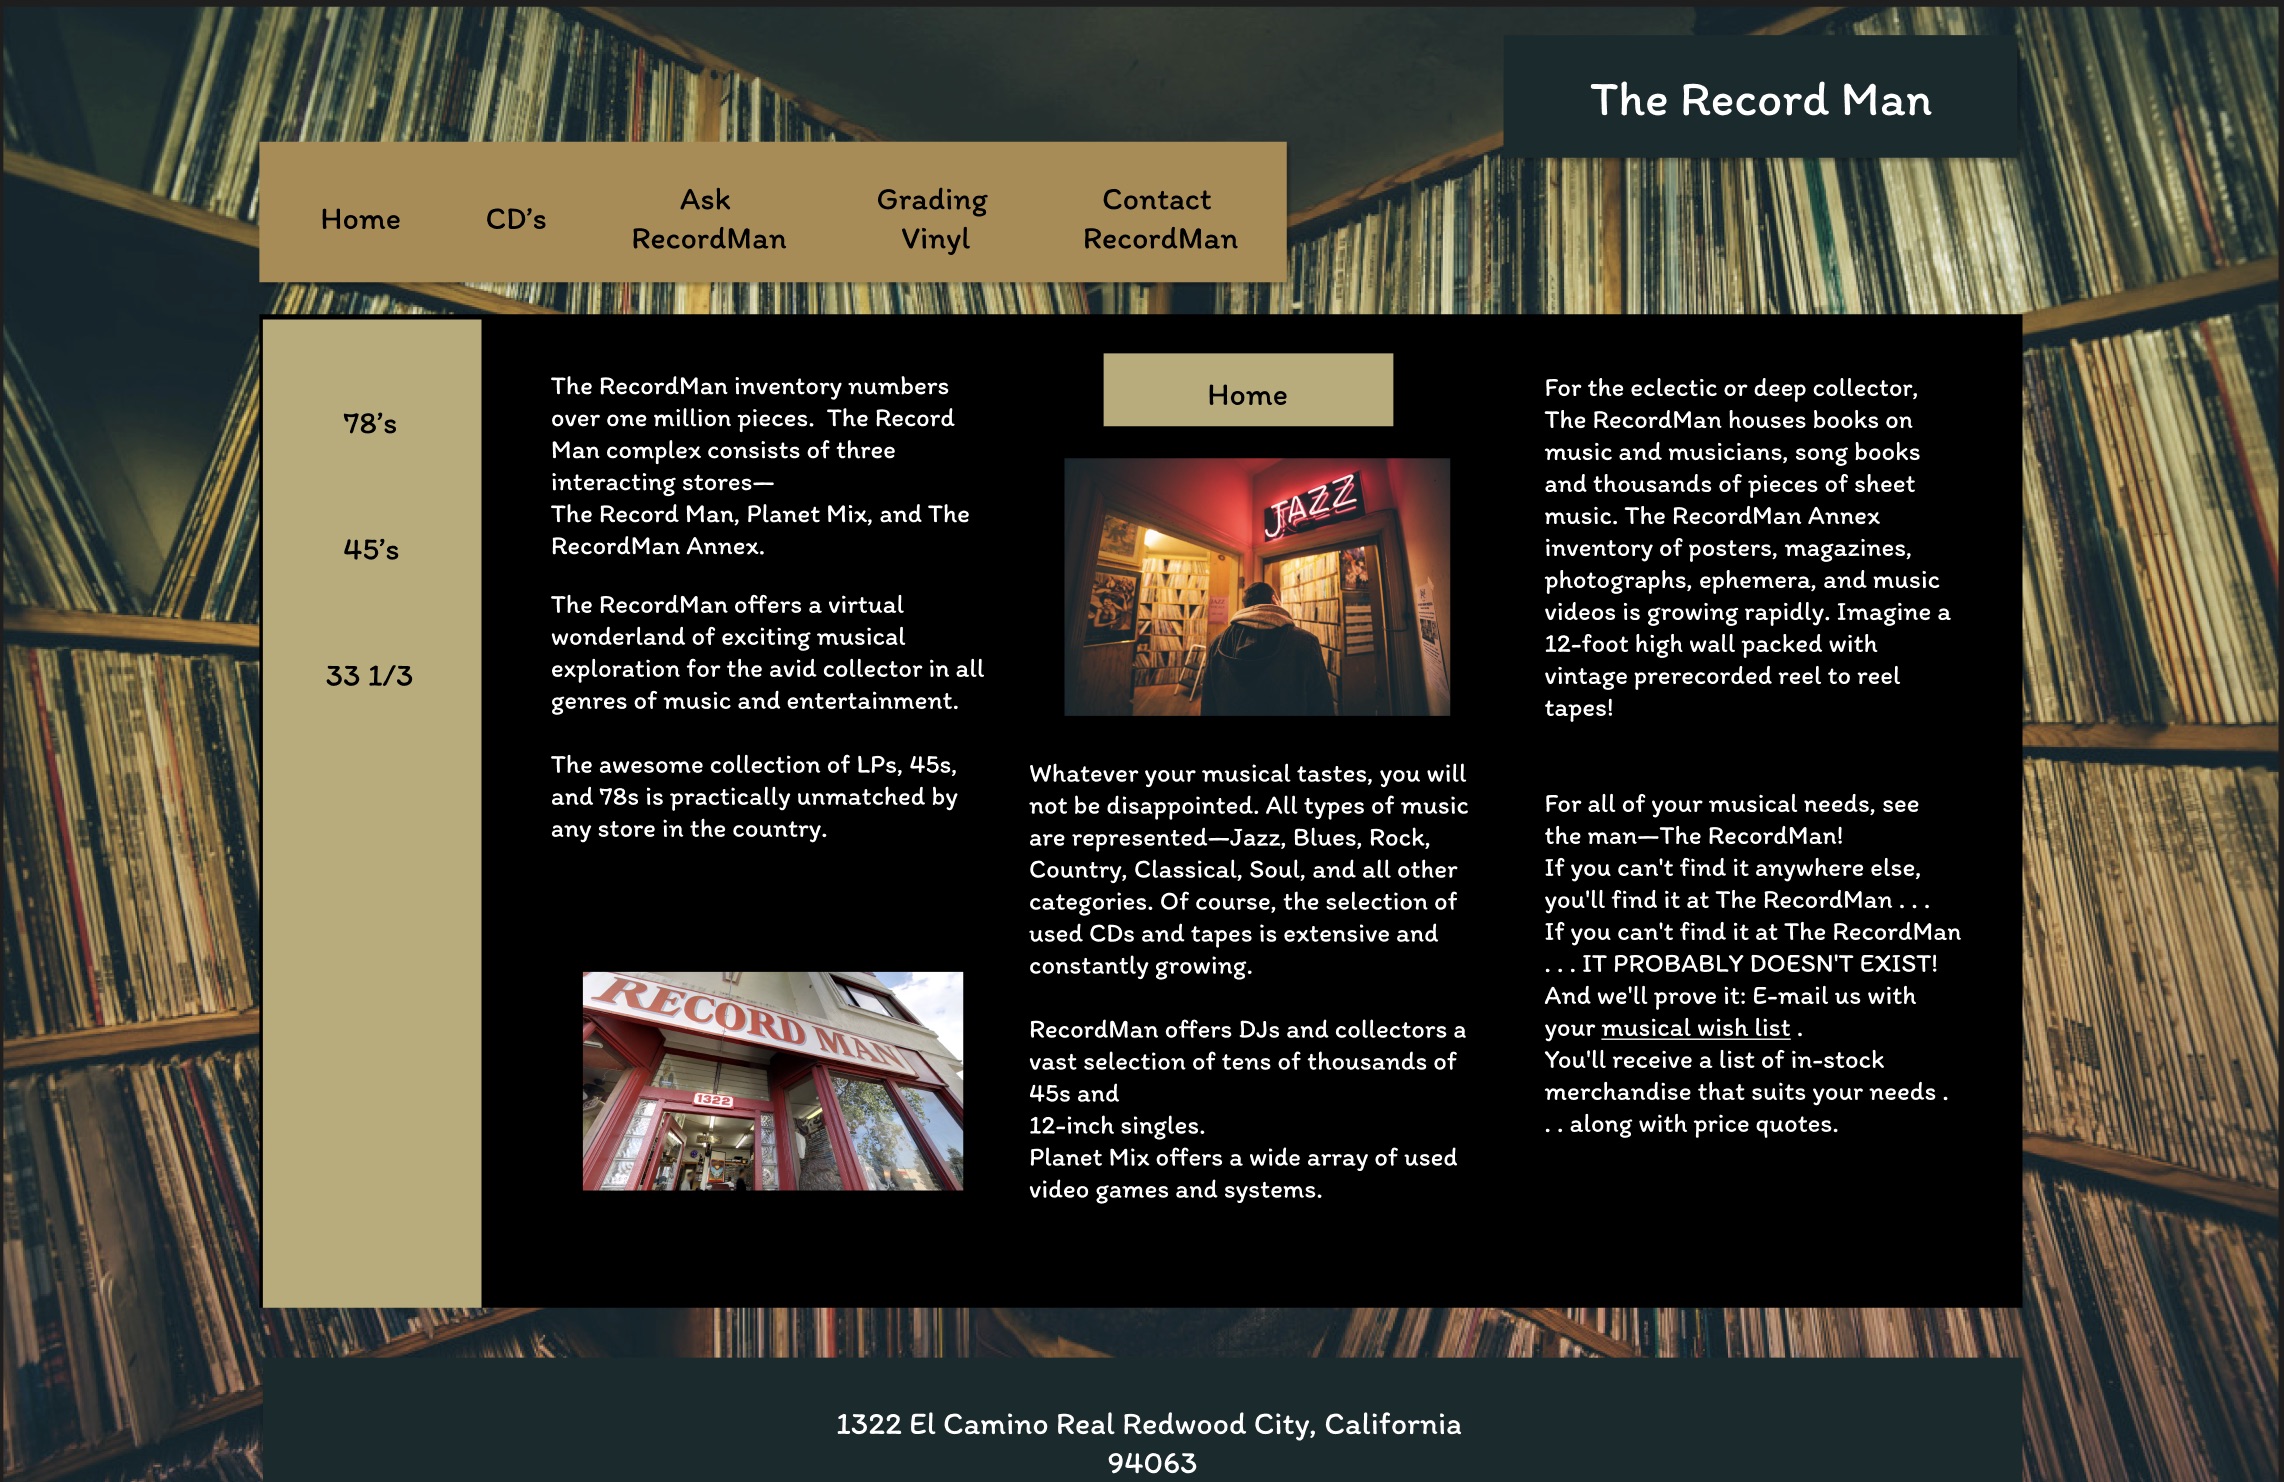 The Record Man
Home
CD’s
Ask
RecordMan
Grading
Vinyl
Contact
RecordMan
78’s
45’s
33 1/3
The RecordMan inventory numbers
over one million pieces.  The Record
Man complex consists of three
interacting stores—
The Record Man, Planet Mix, and The
RecordMan Annex.
The RecordMan offers a virtual
wonderland of exciting musical
exploration for the avid collector in all
genres of music and entertainment.
The awesome collection of LPs, 45s,
and 78s is practically unmatched by
any store in the country.
RECORD MAN
1322
Home
JAZZ
Whatever your musical tastes, you will
not be disappointed. All types of music
are represented—Jazz, Blues, Rock,
Country, Classical, Soul, and all other
categories. Of course, the selection of
used CDs and tapes is extensive and
constantly growing.
RecordMan offers DJs and collectors a
vast selection of tens of thousands of
45s and
12-inch singles.
Planet Mix offers a wide array of used
video games and systems.
For the eclectic or deep collector,
The RecordMan houses books on
music and musicians, song books
and thousands of pieces of sheet
music. The RecordMan Annex
inventory of posters, magazines,
photographs, ephemera, and music
videos is growing rapidly. Imagine a
12-foot high wall packed with
vintage prerecorded reel to reel
tapes!
For all of your musical needs, see
the man—The RecordMan!
If you can't find it anywhere else,
you'll find it at The RecordMan . . .
If you can't find it at The RecordMan
. . . IT PROBABLY DOESN'T EXIST!
And we'll prove it: E-mail us with
your musical wish list .
You'll receive a list of in-stock
merchandise that suits your needs .
. . along with price quotes.
1322 El Camino Real Redwood City, California
94063